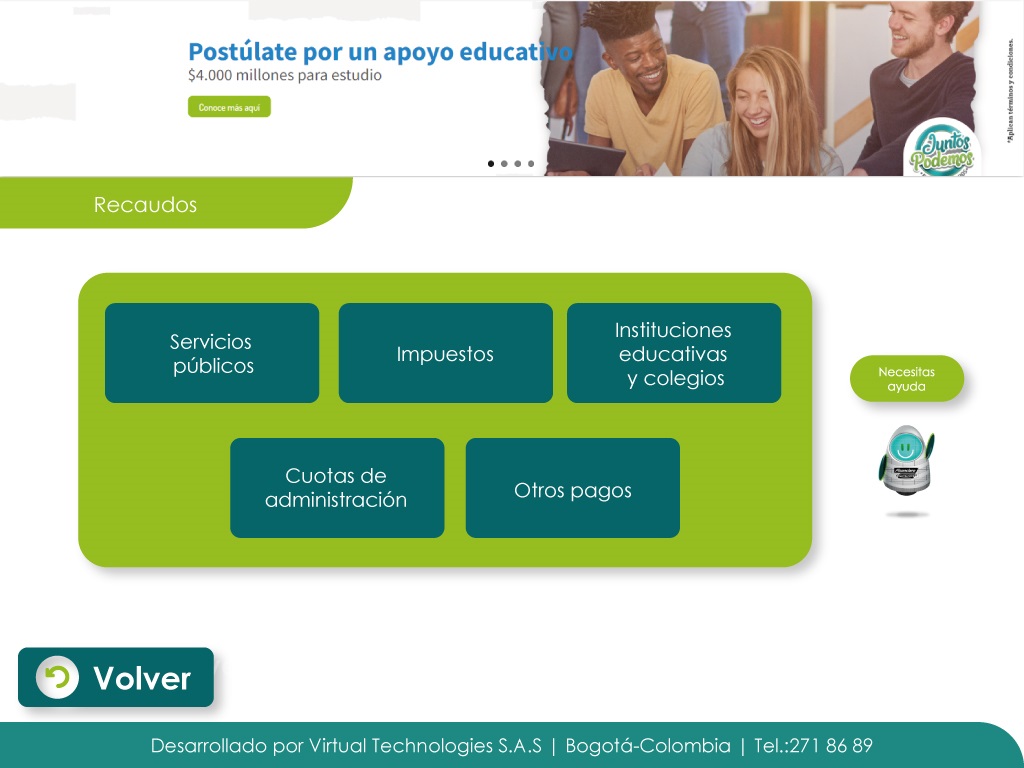 Postúlate por un apoyo educativo
$4.000 millones para estudio
Conoce más aquí
*Aplican términos y condiciones.
Juntos
Podemos
Recaudos
Servicios
públicos
Impuestos
Instituciones
educativas
y colegios
Necesitas
ayuda
Cuotas de
administración
Otros pagos
Volver
Desarrollado por Virtual Technologies S.A.S | Bogotá-Colombia | Tel.:271 86 89